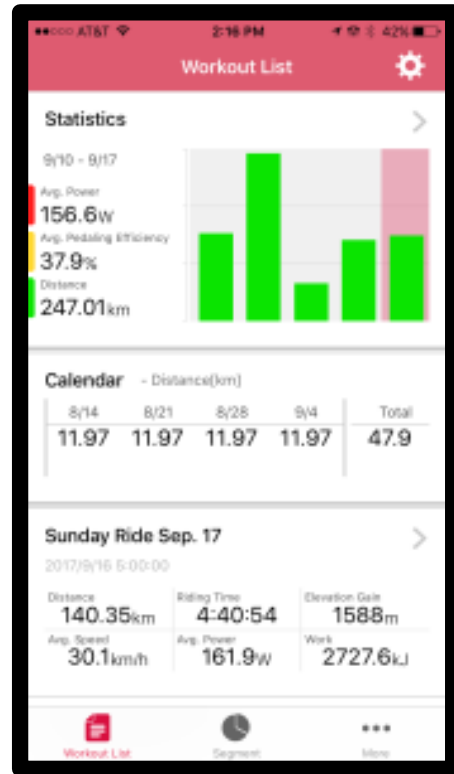 AT&T 2:16 PM 42%
Workout List
Statistics
9/10 - 9/17
Avg. Power
156.6w
Avg. Pedaling Efficiency
37.9%
Distance
247.01km
Calendar - Distance[km]
8/14 8/21 8/28 9/4 Total
11.97 11.97 11.97 11.97 47.9
Sunday Ride Sep. 17
2017/9/16 5:00:00
Distance Riding Time Elevation Gain
140.35km 4:40:54 1588m
Avg. Speed Avg. Power Work
30.1km/h 161.9w 2727.6kJ
Workout List Segment More